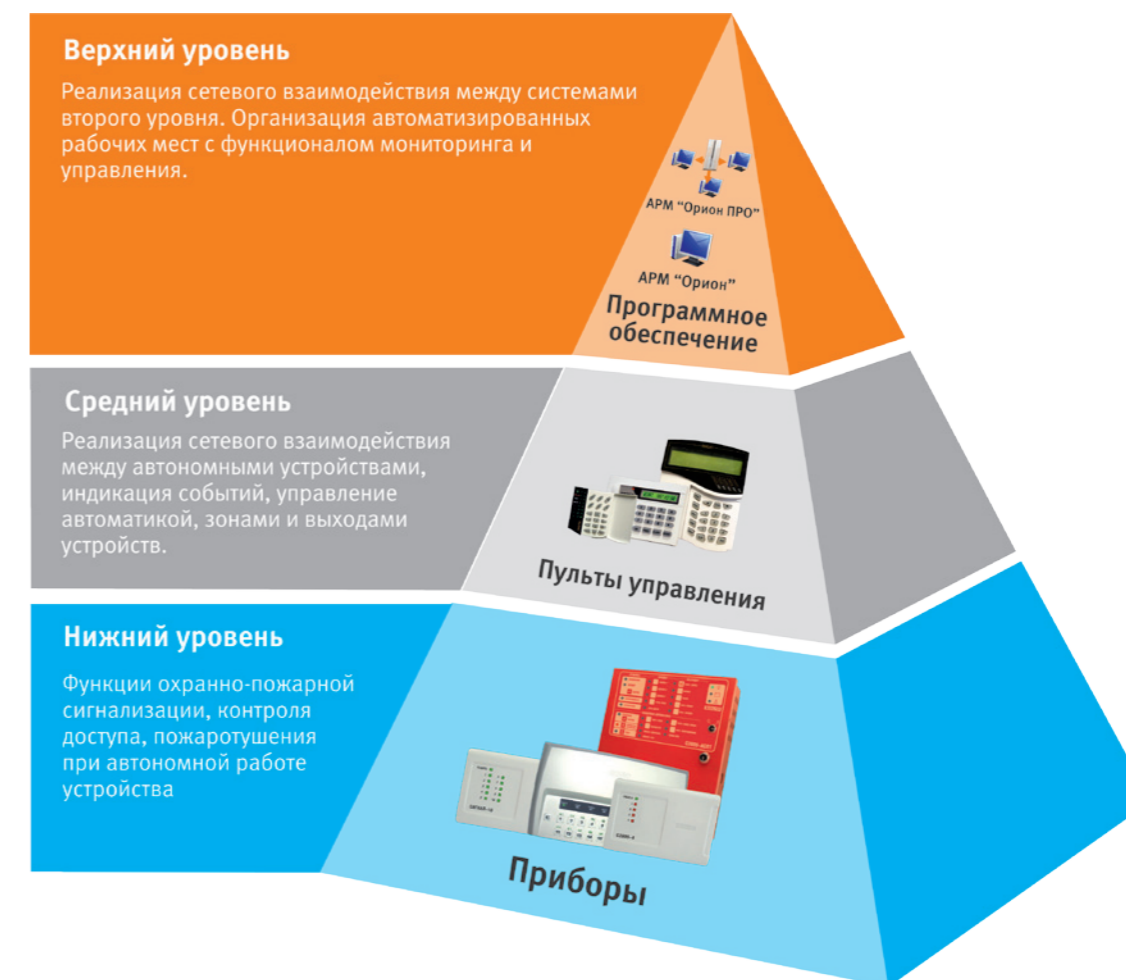 Верхний уровень
Реализация сетевого взаимодействия между системами
второго уровня. Организация автоматизированных
рабочих мест с функционалом мониторинга и
управления.
АРМ “Орион ПРО”
АРМ “Орион”
Программное
обеспечение
Средний уровень
Реализация сетевого взаимодействия
между автономными устройствами,
индикация событий, управление
автоматикой, зонами и выходами
устройств.
Пульты управления
Нижний уровень
Функции охранно-пожарной
сигнализации, контроля
доступа, пожаротушения
при автономной работе
устройства
Приборы